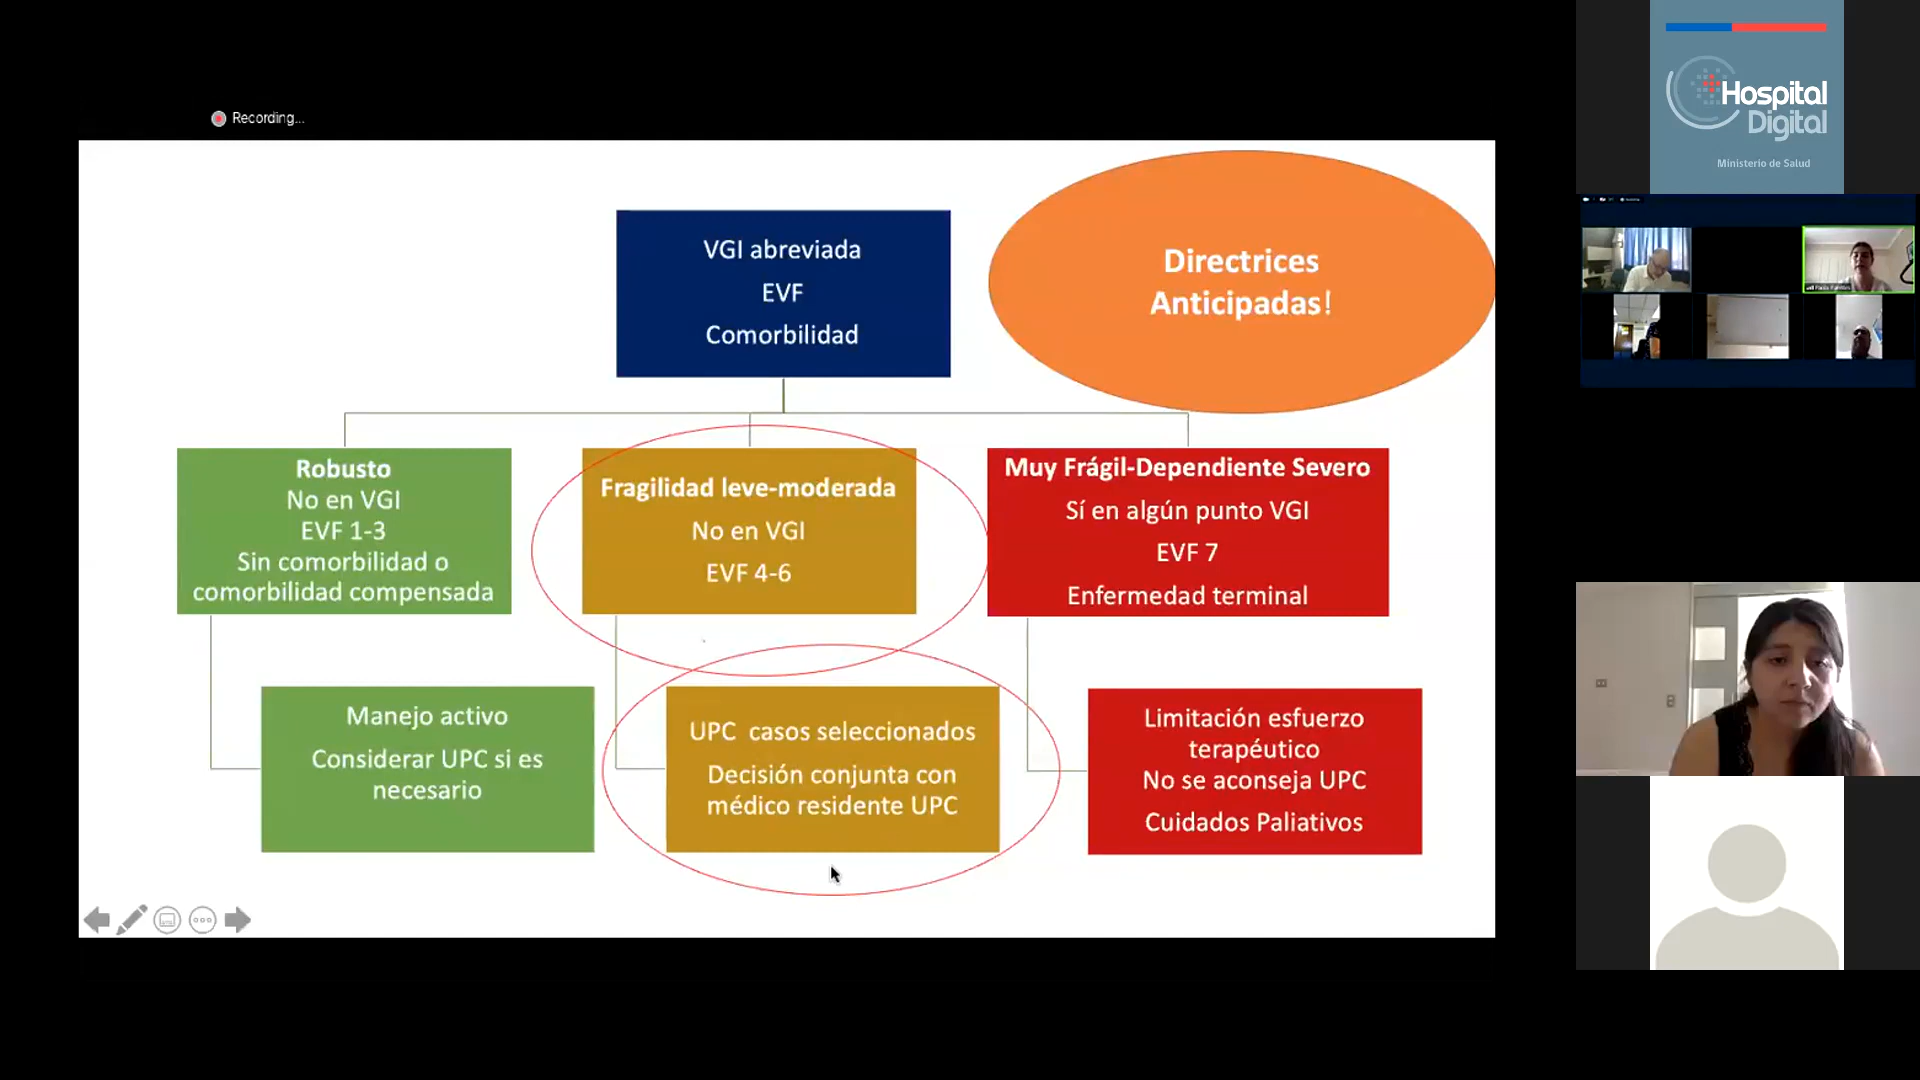 Recording...
VGI abreviada
EVF
Comorbilidad
Directrices
Anticipadas!
Robusto
No en VGI
EVF 1-3
Sin comorbilidad o
comorbilidad compensada
Fragilidad leve-moderada
No en VGI
EVF 4-6
Muy Frágil-Dependiente Severo
Sí en algún punto VGI
EVF 7
Enfermedad terminal
Manejo activo
Considerar UPC si es
necesario
UPC casos seleccionados
Decisión conjunta con
médico residente UPC
Limitación esfuerzo
terapéutico
No se aconseja UPC
Cuidados Paliativos
Hospital
Digital
Ministerio de Salud